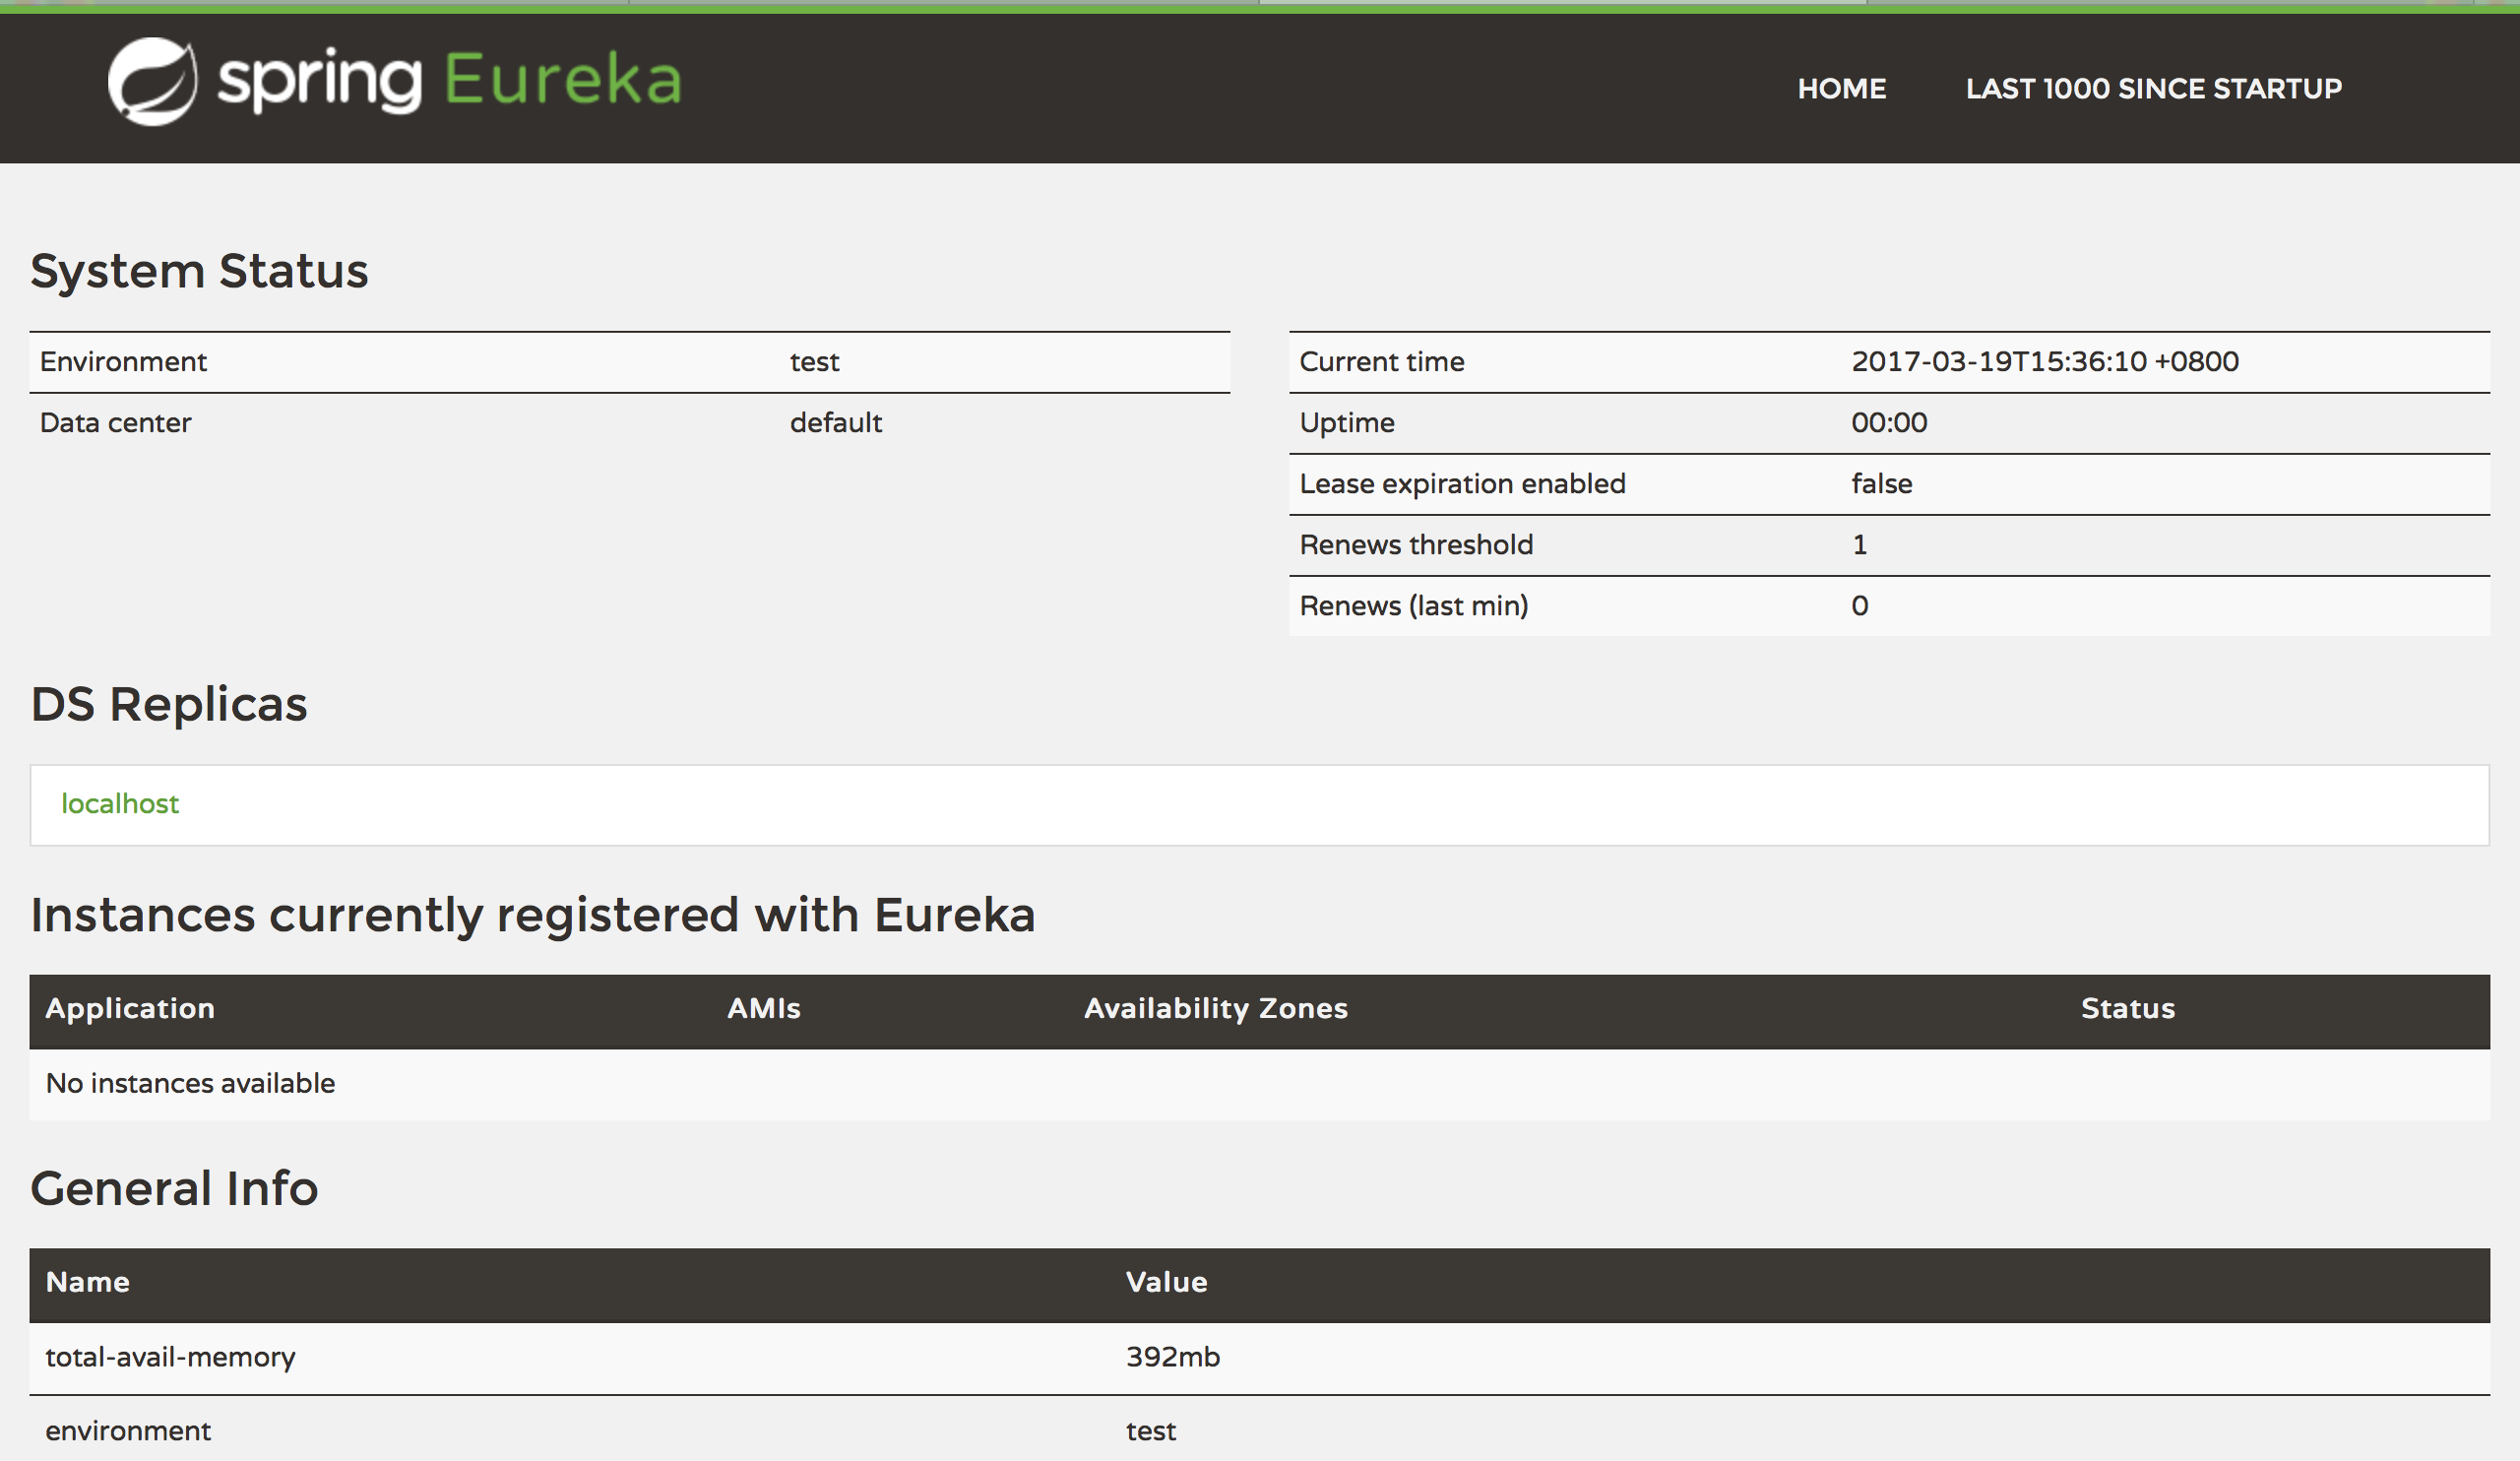 spring Eureka
HOME LAST 1000 SINCE STARTUP
System Status
Environment test
Data center default
Current time 2017-03-19T15:36:10 +0800
Uptime 00:00
Lease expiration enabled false
Renews threshold 1
Renews (last min) 0
DS Replicas
localhost
Instances currently registered with Eureka
Application AMIs Availability Zones Status
No instances available
General Info
Name Value
total-avail-memory 392mb
environment test